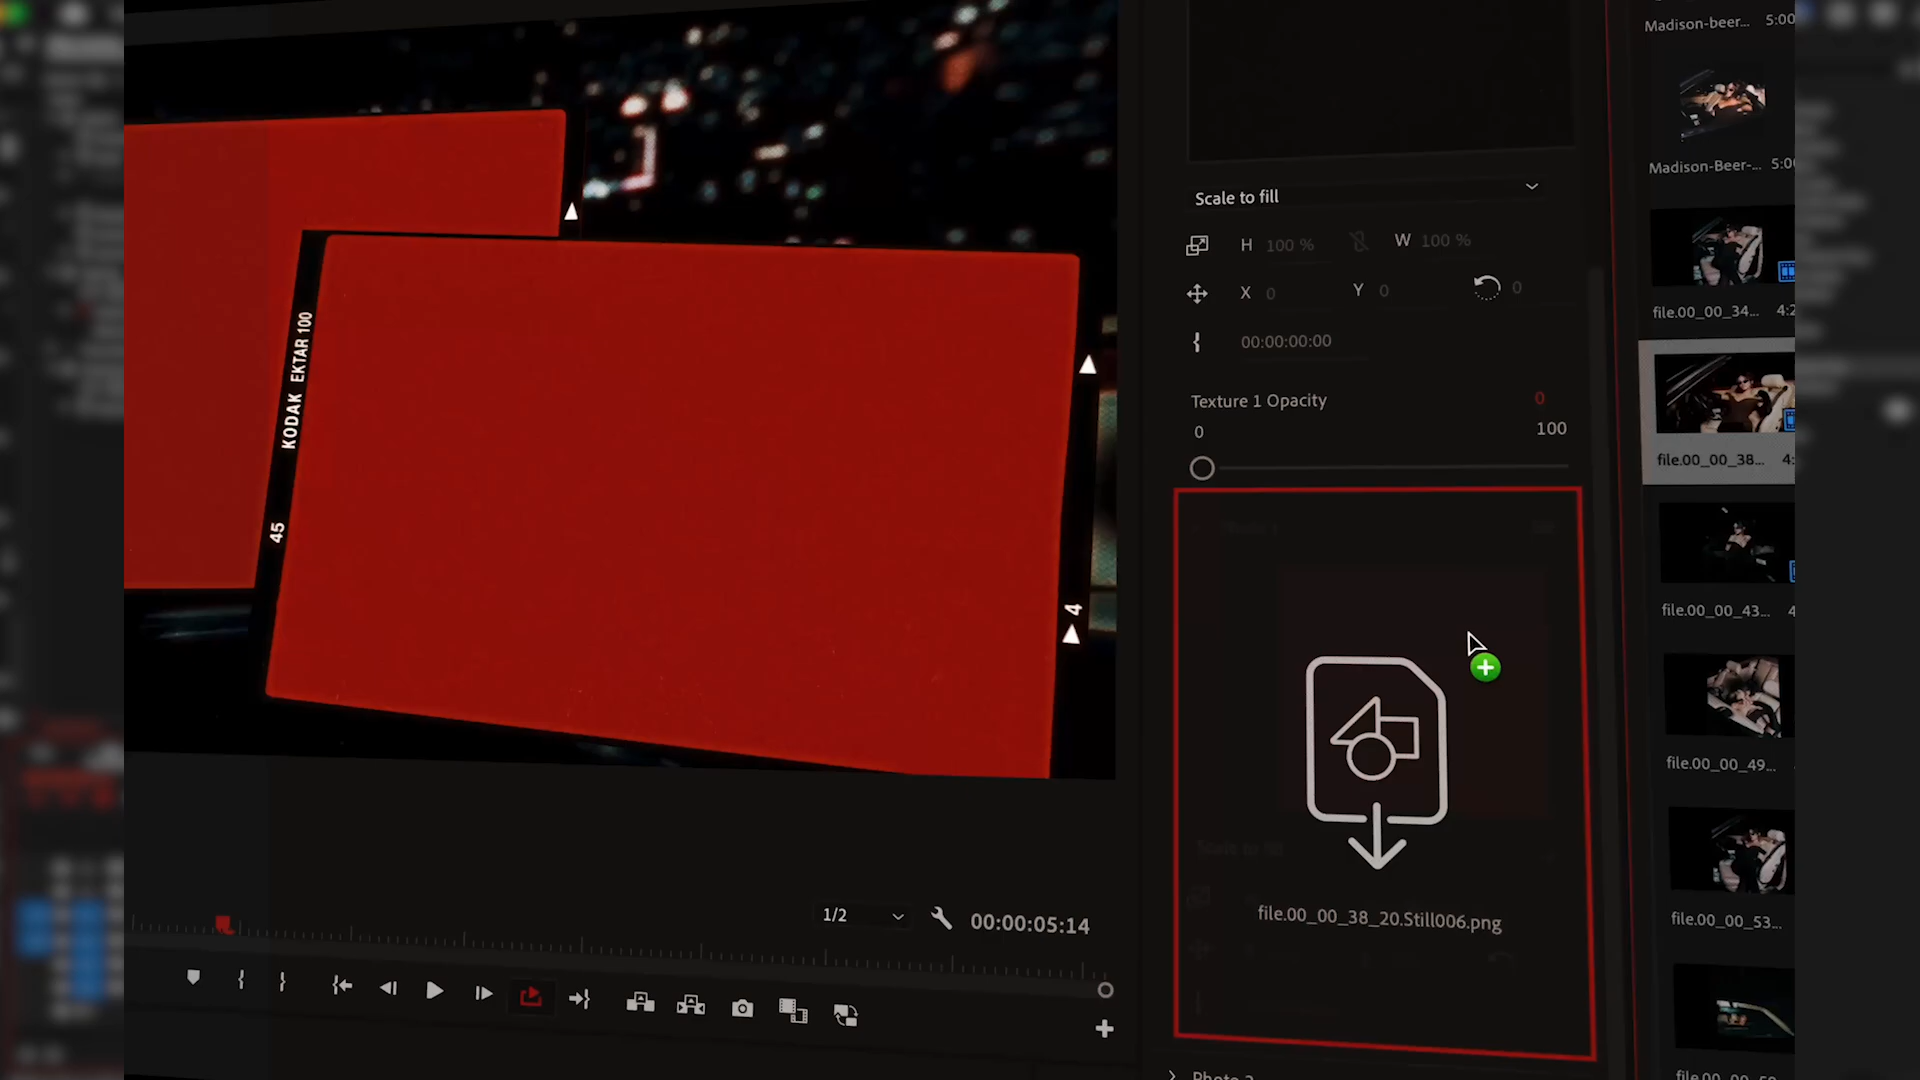 KODAK EKTAR 100
45
4
1/2
00:00:05:14
Scale to fill
H 100 % W 100 %
X 0 Y 0 0
00:00:00:00
Texture 1 Opacity
0
0
100
file.00_00_38_20.Still006.png
Madison-beer... 5:00
Madison-Beer-... 5:00
file.00_00_34... 4:2
file.00_00_38... 4:
file.00_00_43... 4
file.00_00_49...
file.00_00_53...